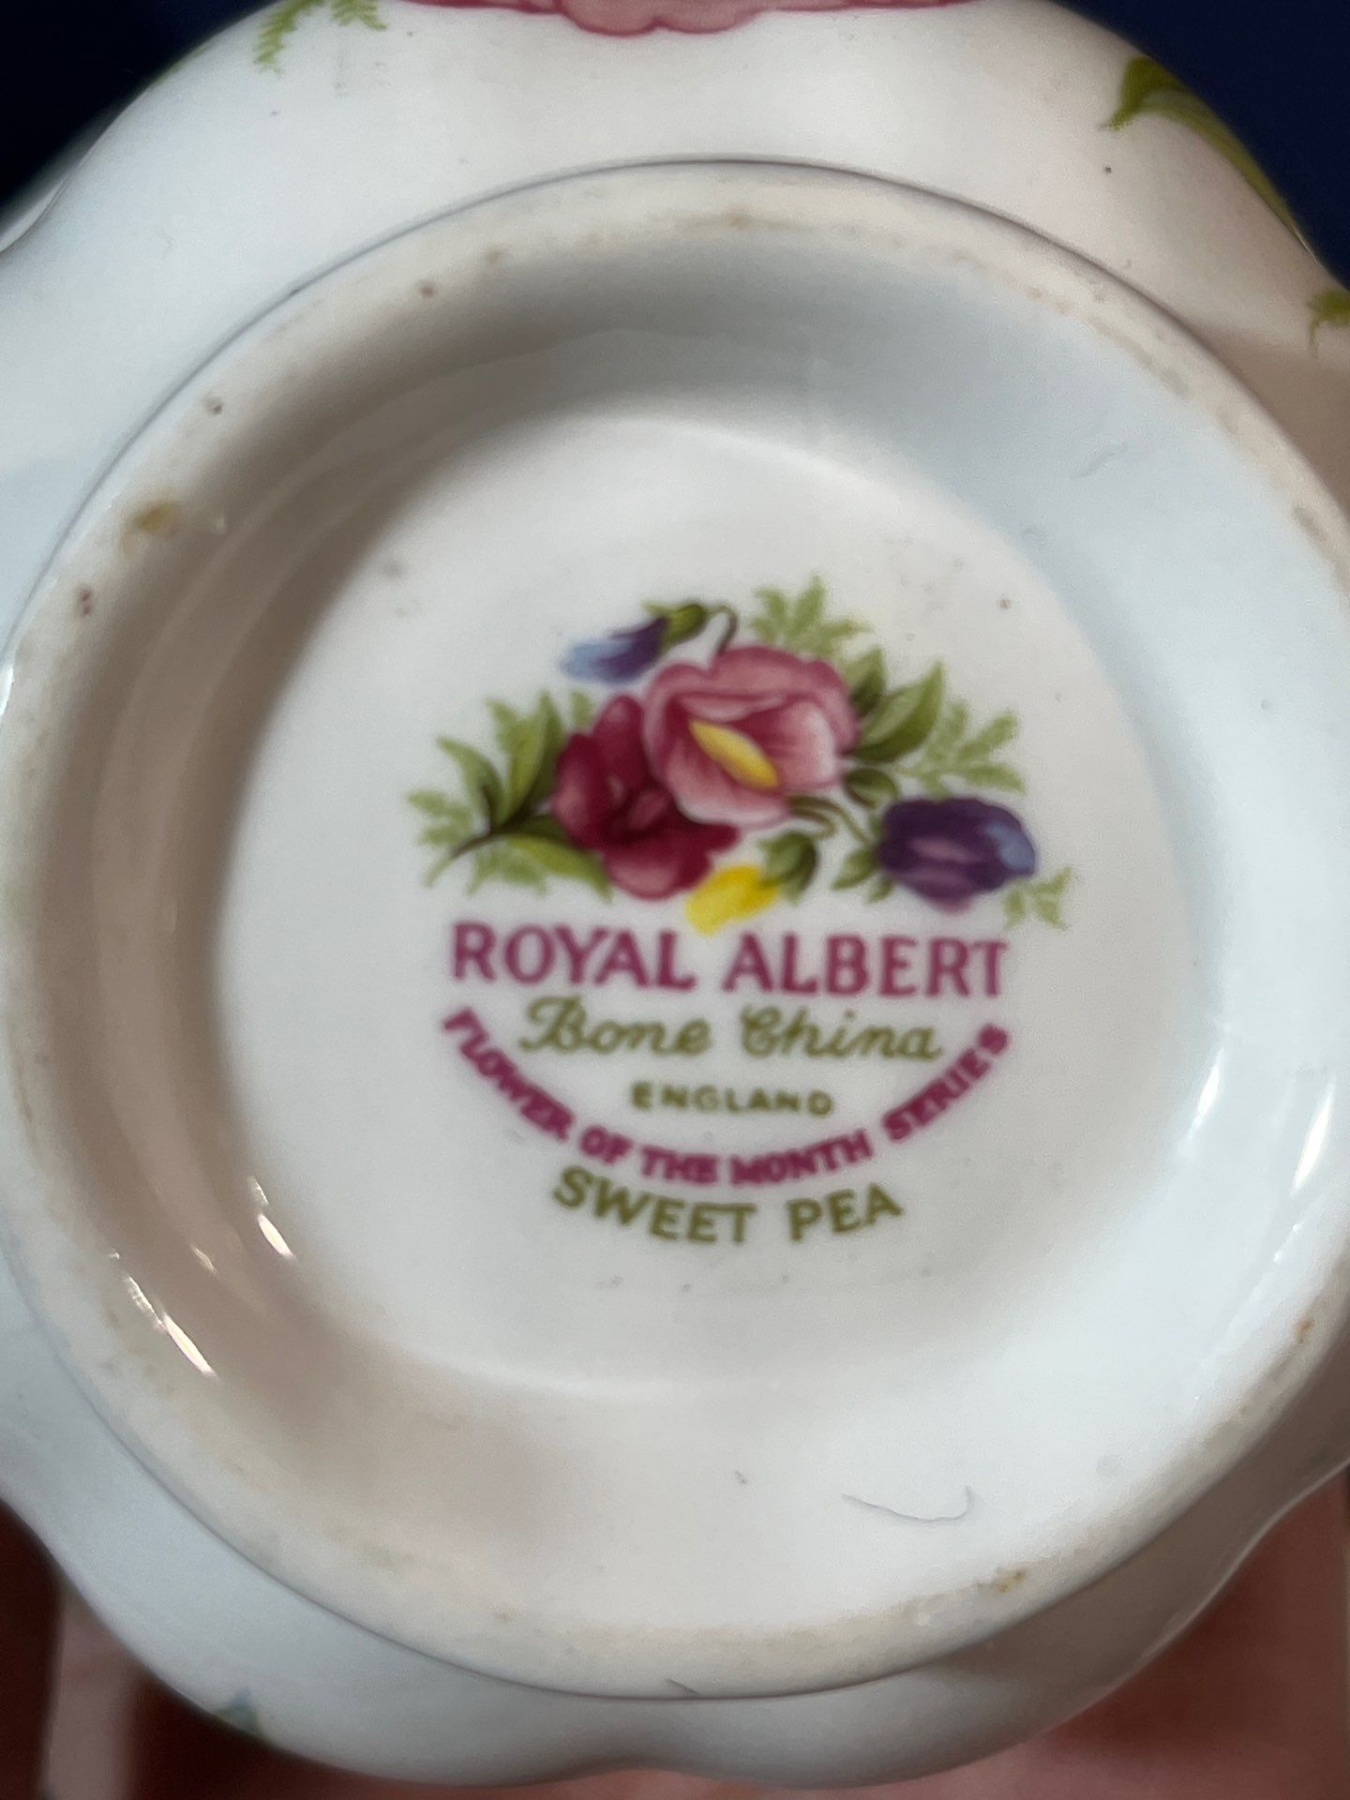 ROYAL ALBERT
Bone China
ENGLAND
FLOWER OF THE MONTH SERIES
SWEET PEA